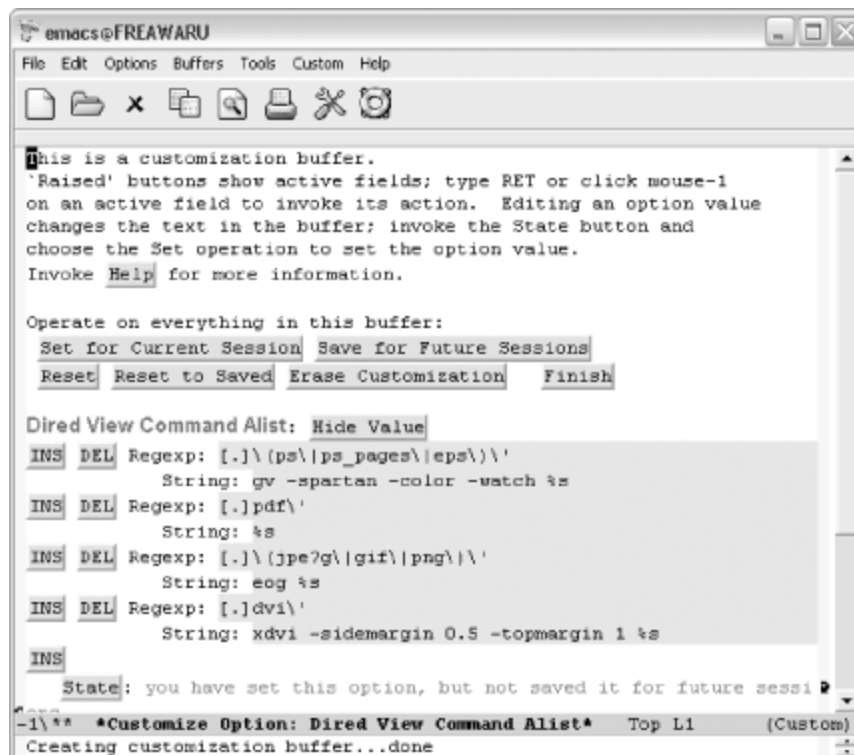 emacs@FREAWARU
File Edit Options Buffers Tools Custom Help
This is a customization buffer.
`Raised' buttons show active fields; type RET or click mouse-1
on an active field to invoke its action.  Editing an option value
changes the text in the buffer; invoke the State button and
choose the Set operation to set the option value.
Invoke Help for more information.
Operate on everything in this buffer:
Set for Current Session Save for Future Sessions
Reset Reset to Saved Erase Customization Finish
Dired View Command Alist: Hide Value
INS DEL Regexp: [.]\(ps\|ps_pages\|eps\)\'
String: gv -spartan -color -watch %s
INS DEL Regexp: [.]pdf\'
String: %s
INS DEL Regexp: [.]\(jpe?g\|gif\|png\)\'
String: eog %s
INS DEL Regexp: [.]dvi\'
String: xdvi -sidemargin 0.5 -topmargin 1 %s
INS
State: you have set this option, but not saved it for future sessi
-1\** *Customize Option: Dired View Command Alist* Top L1 (Custom)
Creating customization buffer...done